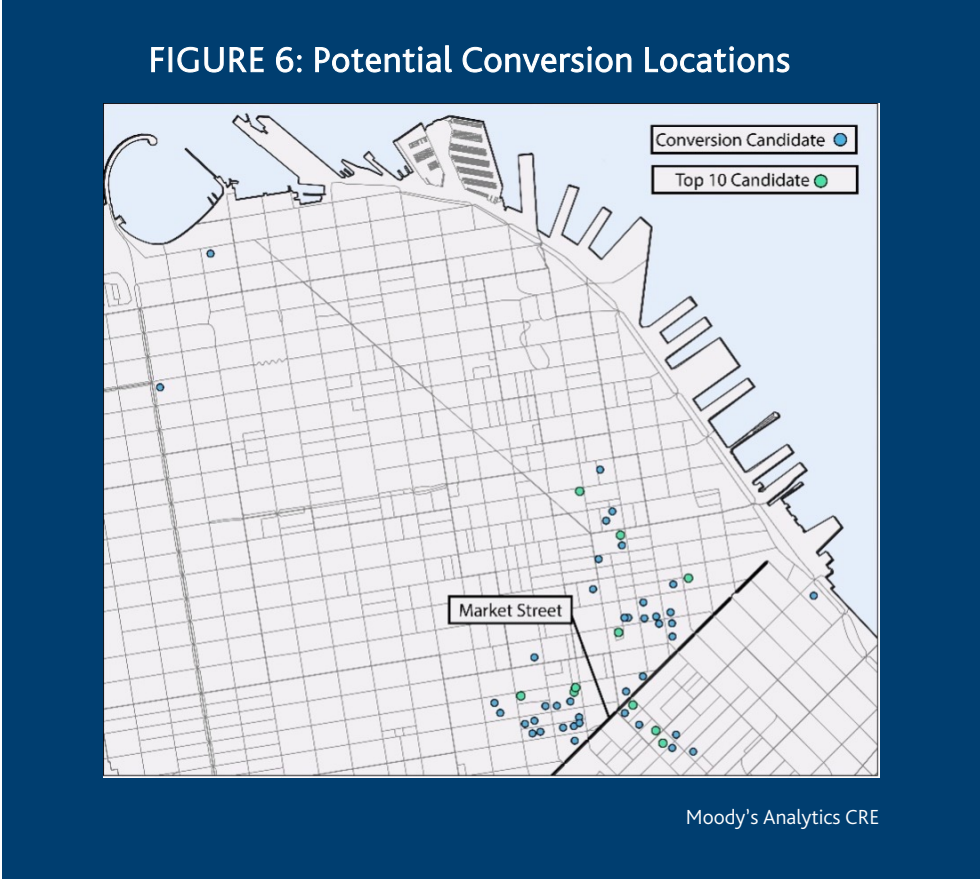 FIGURE 6: Potential Conversion Locations
Conversion Candidate
Top 10 Candidate
Market Street
Moody's Analytics CRE